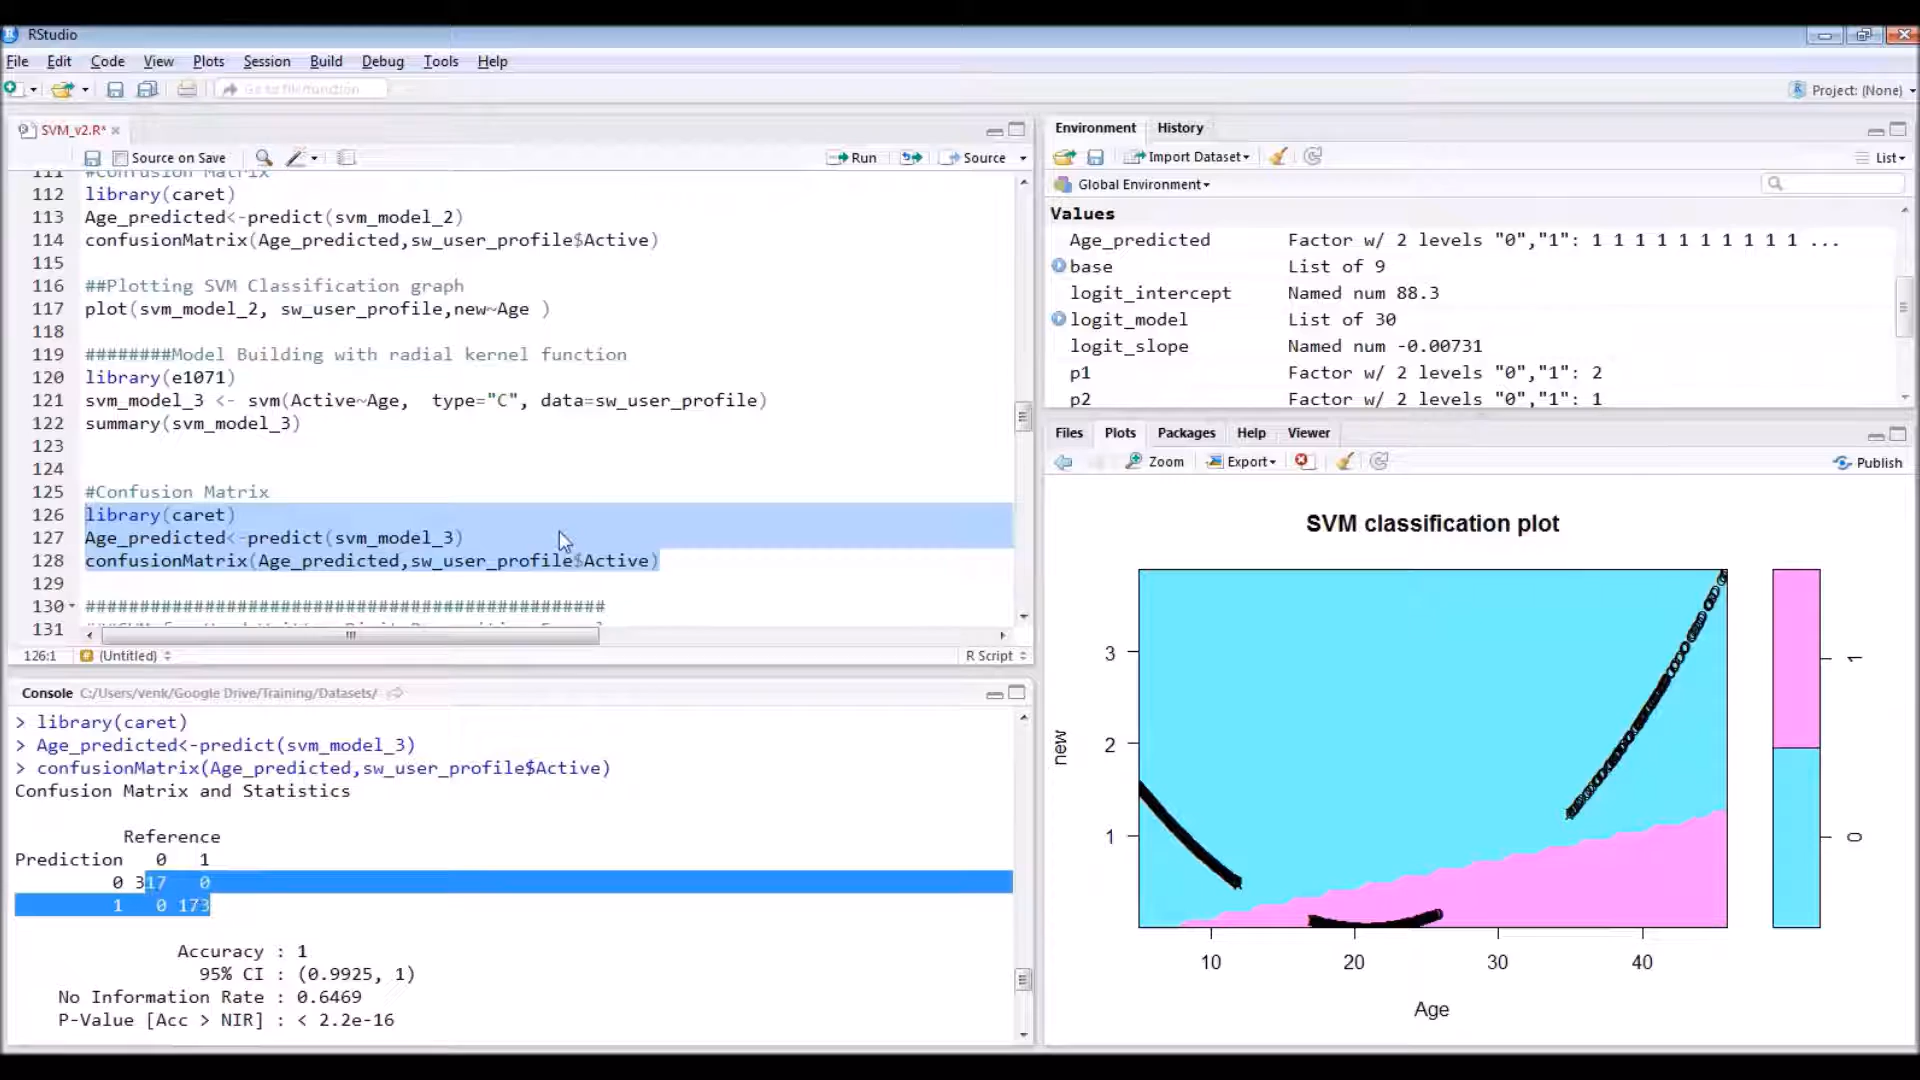 RStudio
File Edit Code View Plots Session Build Debug Tools Help
Go to file/function
Project: (None)
SVM_v2.R*
Source on Save
Run
Source
111 #Confusion Matrix
112 library(caret)
113 Age_predicted<-predict(svm_model_2)
114 confusionMatrix(Age_predicted,sw_user_profile$Active)
115
116 ##Plotting SVM Classification graph
117 plot(svm_model_2, sw_user_profile,new~Age )
118
119 ########Model Building with radial kernel function
120 library(e1071)
121 svm_model_3 <- svm(Active~Age, type="C", data=sw_user_profile)
122 summary(svm_model_3)
123
124
125 #Confusion Matrix
126 library(caret)
127 Age_predicted<-predict(svm_model_3)
128 confusionMatrix(Age_predicted,sw_user_profile$Active)
129
130 ################################################
131
126:1 (Untitled) R Script
Console C:/Users/venk/Google Drive/Training/Datasets/
> library(caret)
> Age_predicted<-predict(svm_model_3)
> confusionMatrix(Age_predicted,sw_user_profile$Active)
Confusion Matrix and Statistics
Reference
Prediction 0 1
0 317 0
1 0 173
Accuracy : 1
95% CI : (0.9925, 1)
No Information Rate : 0.6469
P-Value [Acc > NIR] : < 2.2e-16
Environment History
Import Dataset
List
Global Environment
Values
Age_predicted Factor w/ 2 levels "0","1": 1 1 1 1 1 1 1 1 1 1 ...
base List of 9
logit_intercept Named num 88.3
logit_model List of 30
logit_slope Named num -0.00731
p1 Factor w/ 2 levels "0","1": 2
p2 Factor w/ 2 levels "0","1": 1
Files Plots Packages Help Viewer
Zoom Export Publish
SVM classification plot
3
2
1
new
10 20 30 40
Age
1
0